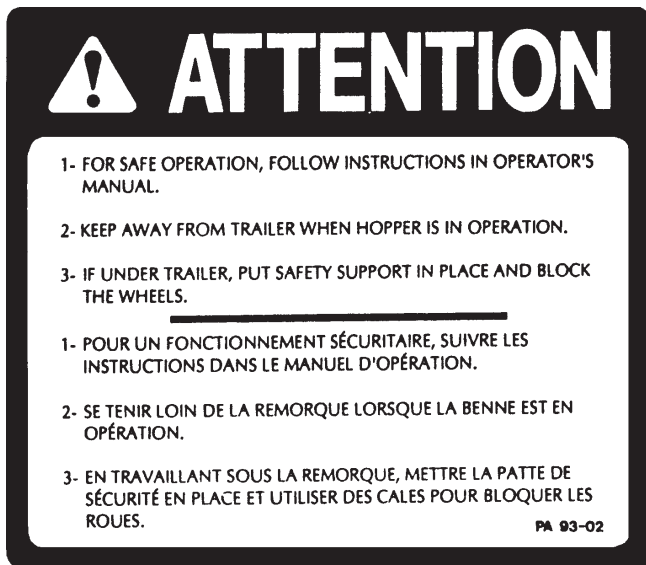 ATTENTION
1- FOR SAFE OPERATION, FOLLOW INSTRUCTIONS IN OPERATOR'S
MANUAL.
2- KEEP AWAY FROM TRAILER WHEN HOPPER IS IN OPERATION.
3- IF UNDER TRAILER, PUT SAFETY SUPPORT IN PLACE AND BLOCK
THE WHEELS.
1- POUR UN FONCTIONNEMENT SÉCURITAIRE, SUIVRE LES
INSTRUCTIONS DANS LE MANUEL D'OPÉRATION.
2- SE TENIR LOIN DE LA REMORQUE LORSQUE LA BENNE EST EN
OPÉRATION.
3- EN TRAVAILLANT SOUS LA REMORQUE, METTRE LA PATTE DE
SÉCURITÉ EN PLACE ET UTILISER DES CALES POUR BLOQUER LES
ROUES.
PA 93-02